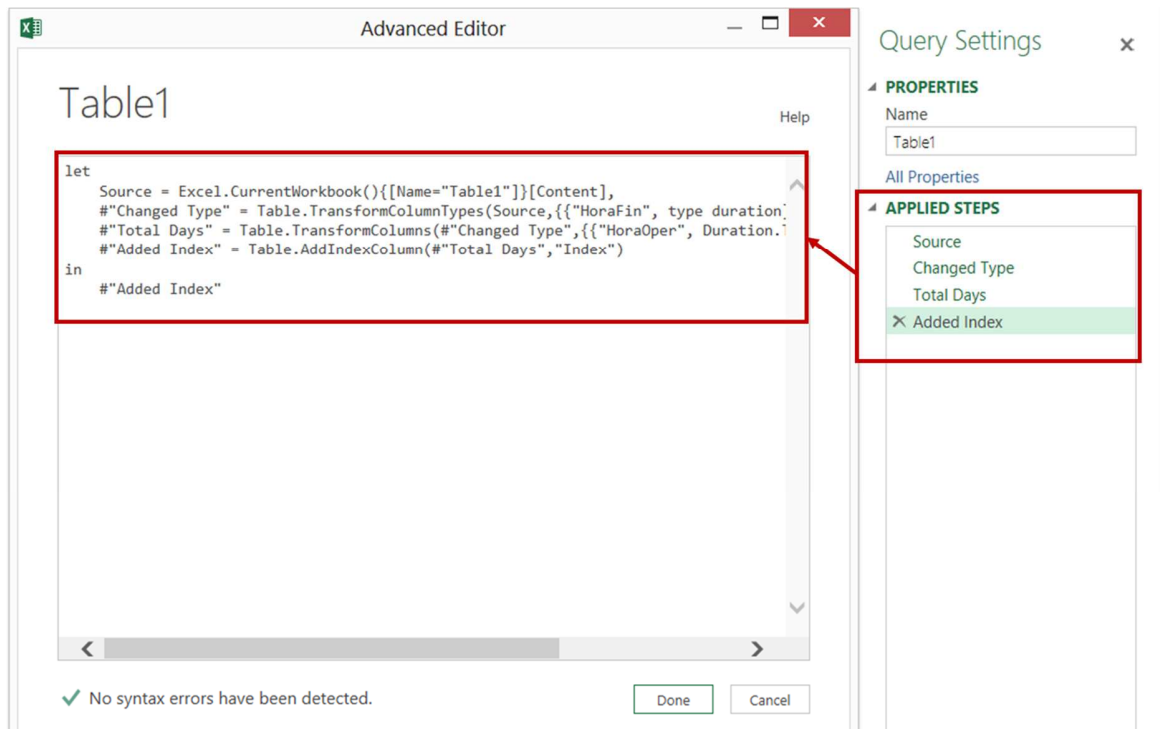 Advanced Editor
Table1
Help
let
Source = Excel.CurrentWorkbook(){[Name="Table1"]}[Content],
#"Changed Type" = Table.TransformColumnTypes(Source,{{"HoraFin", type duration}
#"Total Days" = Table.TransformColumns(#"Changed Type",{{"HoraOper", Duration.T
#"Added Index" = Table.AddIndexColumn(#"Total Days","Index")
in
#"Added Index"
No syntax errors have been detected.
Done
Cancel
Query Settings
PROPERTIES
Name
Table1
All Properties
APPLIED STEPS
Source
Changed Type
Total Days
Added Index